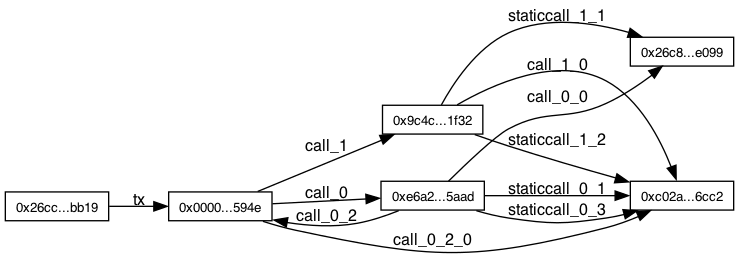 staticcall_1_1
0x26c8...e099
call_1_0
call_0_0
0x9c4c...1f32
call_1
staticcall_1_2
0x26cc...bb19
tx
0x0000...594e
call_0
0xe6a2...5aad
staticcall_0_1
0xc02a...6cc2
call_0_2
staticcall_0_3
call_0_2_0